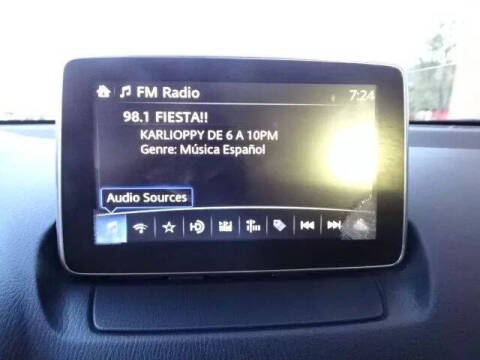 FM Radio
7:24
98.1 FIESTA!!
KARLIOPPY DE 6 A 10PM
Genre: Música Español
Audio Sources